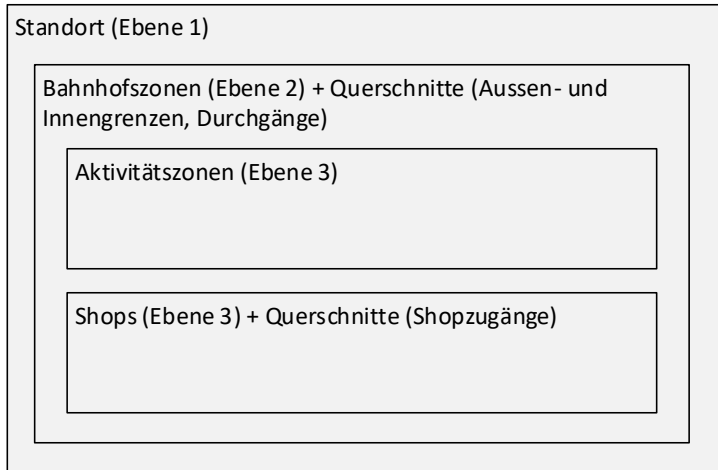 Standort (Ebene 1)
Bahnhofszonen (Ebene 2) + Querschnitte (Aussen- und
Innengrenzen, Durchgänge)
Aktivitätszonen (Ebene 3)
Shops (Ebene 3) + Querschnitte (Shopzugänge)